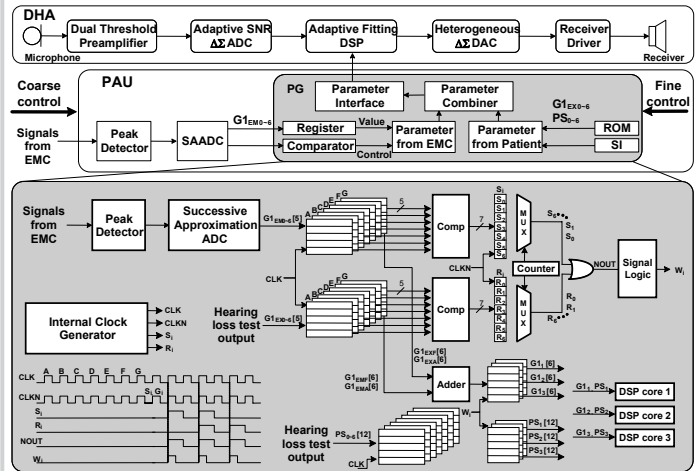 DHA
Dual Threshold
Preamplifier
Adaptive SNR
ΔΣ ADC
Adaptive Fitting
DSP
Heterogeneous
ΔΣ DAC
Receiver
Driver
Microphone
Receiver
Coarse
control
PAU
PG
Parameter
Interface
Parameter
Combiner
Fine
control
Signals
from
EMC
Peak
Detector
SAADC
G1EM0~6
Register
Comparator
Value
Control
Parameter
from EMC
Parameter
from Patient
G1EX0~6
PS0~6
ROM
SI
Signals
from
EMC
Peak
Detector
Successive
Approximation
ADC
G1EM0-6[5]
A B C D E F G
5
Comp
7
Si
S0
MUX
S6
S1
S0
CLK
CLKN
Counter
NOUT
Signal
Logic
Wi
Hearing
loss test
output
G1EX0-6[5]
A B C D E F G
5
Comp
7
Ri
R0
R1
R2
R3
R4
R5
R6
MUX
R0
R1
R6
Internal Clock
Generator
CLK
CLKN
Si
Ri
G1EXF[6]
G1EXA[6]
G1EMF[6]
G1EMA[6]
Adder
G11[6]
G12[6]
G13[6]
Wi
PS1[12]
PS2[12]
PS3[12]
G11, PS1
DSP core 1
G12, PS2
DSP core 2
G13, PS3
DSP core 3
Hearing
loss test
output
PS0-6[12]
CLK
A B C D E F G
CLK
CLKN
Si Gi
Si
Ri
NOUT
Wi